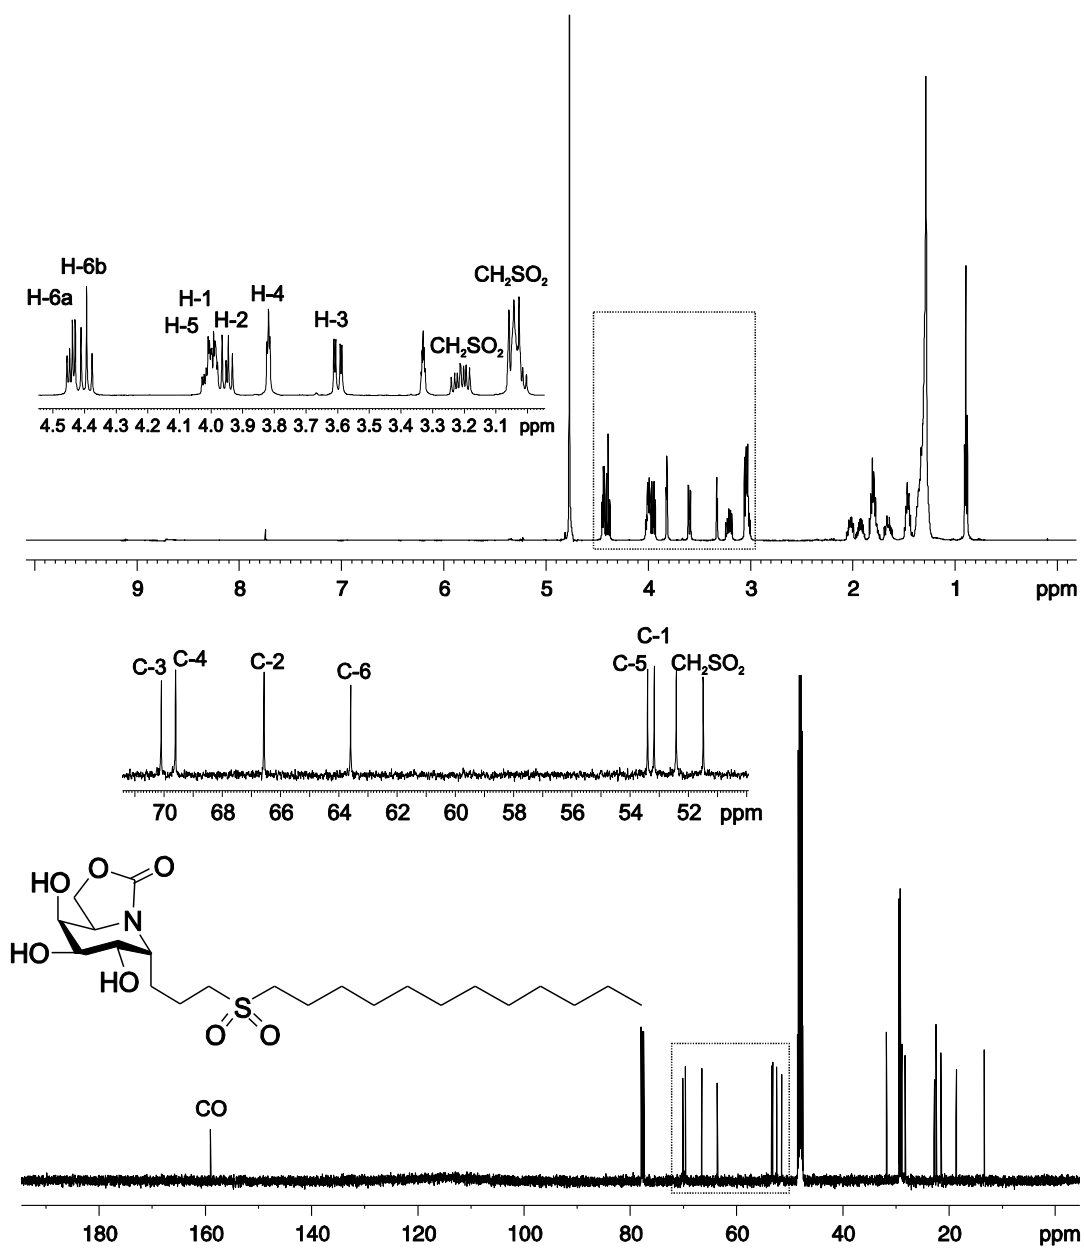 H-6b
CH2SO2
H-6a
H-1
H-4
H-5
H-2
H-3
CH2SO2
4.5 4.4 4.3 4.2 4.1 4.0 3.9 3.8 3.7 3.6 3.5 3.4 3.3 3.2 3.1 ppm
9 8 7 6 5 4 3 2 1 ppm
C-1
C-3
C-4
C-2
C-6
C-5
CH2SO2
70 68 66 64 62 60 58 56 54 52 ppm
O
O
HO
N
HO
HO
S
O
O
CO
180 160 140 120 100 80 60 40 20 ppm